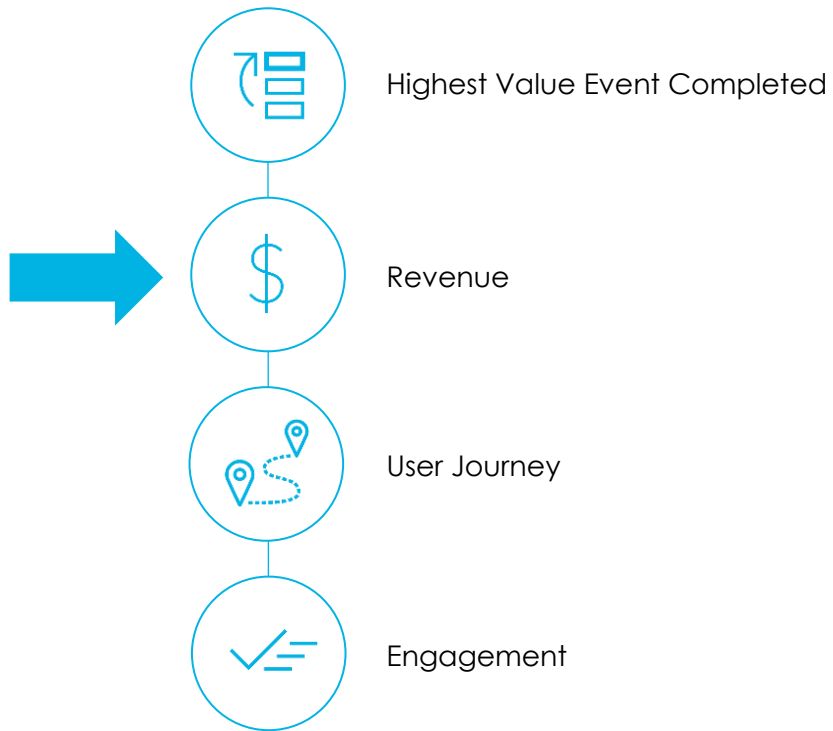 Highest Value Event Completed
$
Revenue
User Journey
Engagement